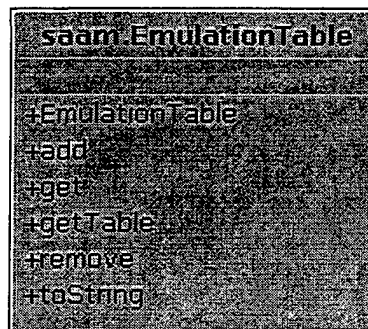 saam.EmulationTable
+EmulationTable
+add
+get
+getTable
+remove
+toString